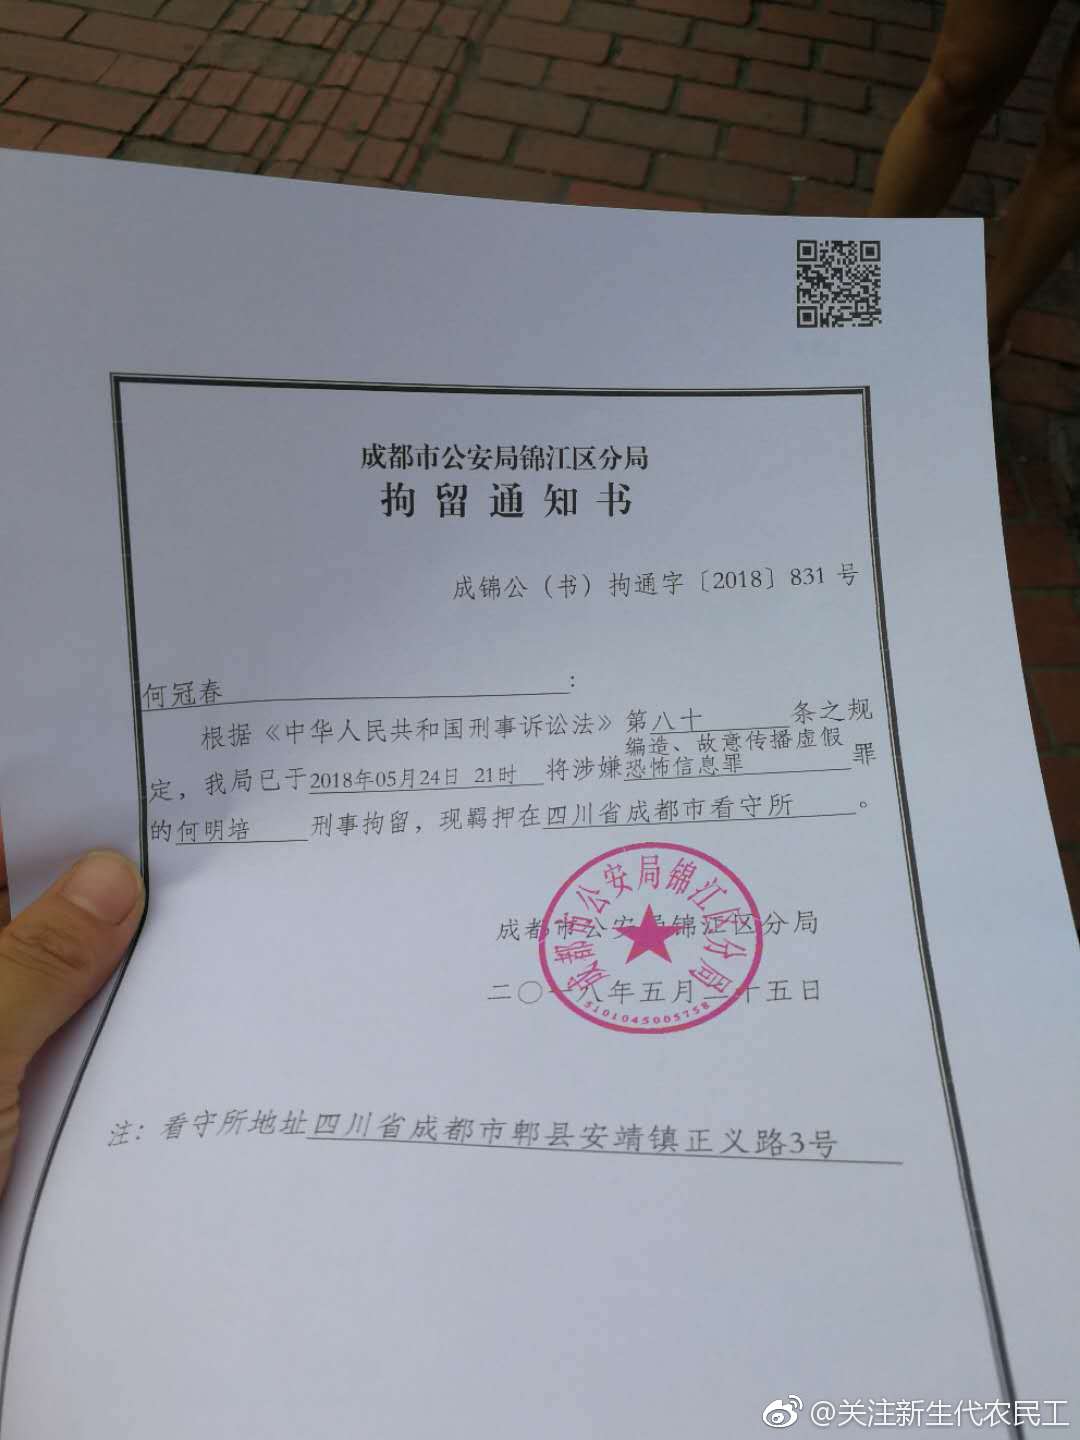 成都市公安局锦江区分局
拘留通知书
成锦公（书）拘通字〔2018〕831 号
何冠春：
根据《中华人民共和国刑事诉讼法》第八十条之规
定，我局已于2018年05月24日 21时将涉嫌编造、故意传播虚假恐怖信息罪罪
的何明培刑事拘留，现羁押在四川省成都市看守所。
成都市公安局锦江区分局
二〇一八年五月二十五日
成都市公安局锦江区分局
5101045005758
注：看守所地址四川省成都市郫县安靖镇正义路3号
@关注新生代农民工